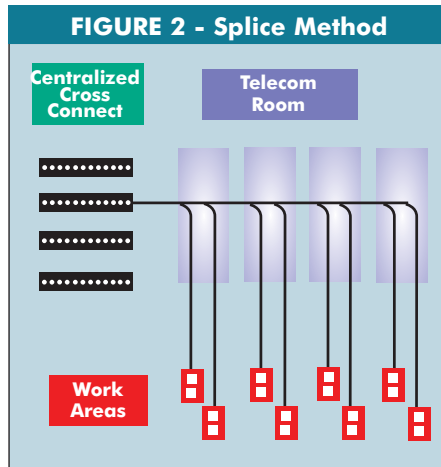 FIGURE 2 - Splice Method
Centralized
Cross
Connect
Telecom
Room
Work
Areas